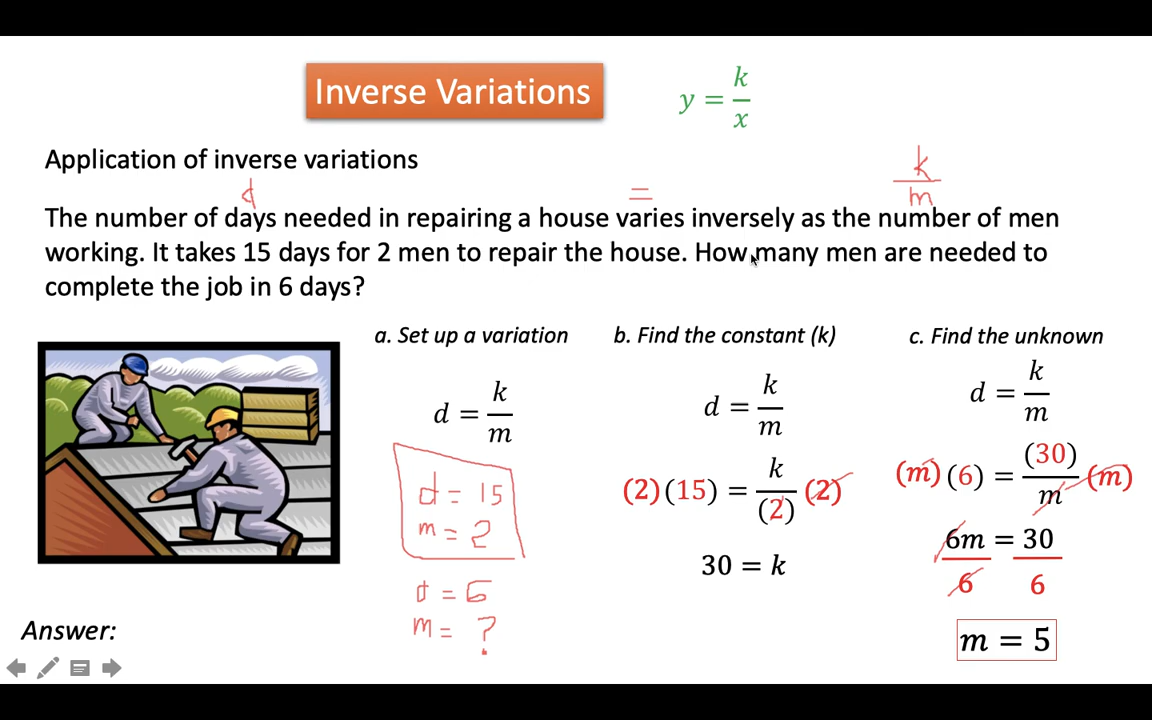 Inverse Variations
y = k/x
Application of inverse variations
d = k/m
The number of days needed in repairing a house varies inversely as the number of men
working. It takes 15 days for 2 men to repair the house. How many men are needed to
complete the job in 6 days?
a. Set up a variation
d = k/m
d = 15
m = 2
d = 6
m = ?
b. Find the constant (k)
d = k/m
(2)(15) = k/(2) (2)
30 = k
c. Find the unknown
d = k/m
(m)(6) = (30)/m (m)
6m = 30
6 6
m = 5
Answer: